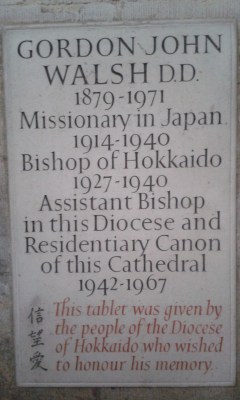 GORDON JOHN
WALSH D.D.
1879-1971
Missionary in Japan
1914-1940
Bishop of Hokkaido
1927-1940
Assistant Bishop
in this Diocese and
Residentiary Canon
of this Cathedral
1942-1967
信望愛
This tablet was given by
the people of the Diocese
of Hokkaido who wished
to honour his memory.